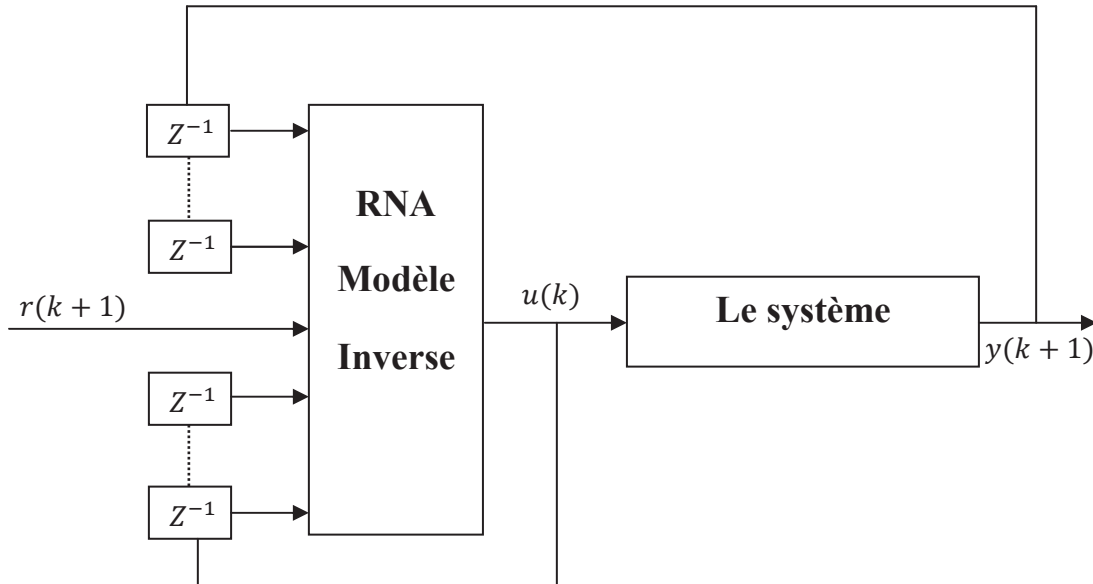 Z⁻¹
Z⁻¹
r(k + 1)
Z⁻¹
Z⁻¹
RNA
Modèle
Inverse
u(k)
Le système
y(k + 1)